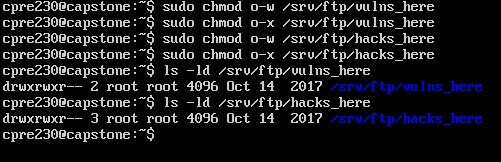 cpre230@capstone:~$ sudo chmod o-w /srv/ftp/vulns_here
cpre230@capstone:~$ sudo chmod o-x /srv/ftp/vulns_here
cpre230@capstone:~$ sudo chmod o-w /srv/ftp/hacks_here
cpre230@capstone:~$ sudo chmod o-x /srv/ftp/hacks_here
cpre230@capstone:~$ ls -ld /srv/ftp/vulns_here
drwxrwxr-- 2 root root 4096 Oct 14  2017 /srv/ftp/vulns_here
cpre230@capstone:~$ ls -ld /srv/ftp/hacks_here
drwxrwxr-- 3 root root 4096 Oct 14  2017 /srv/ftp/hacks_here
cpre230@capstone:~$